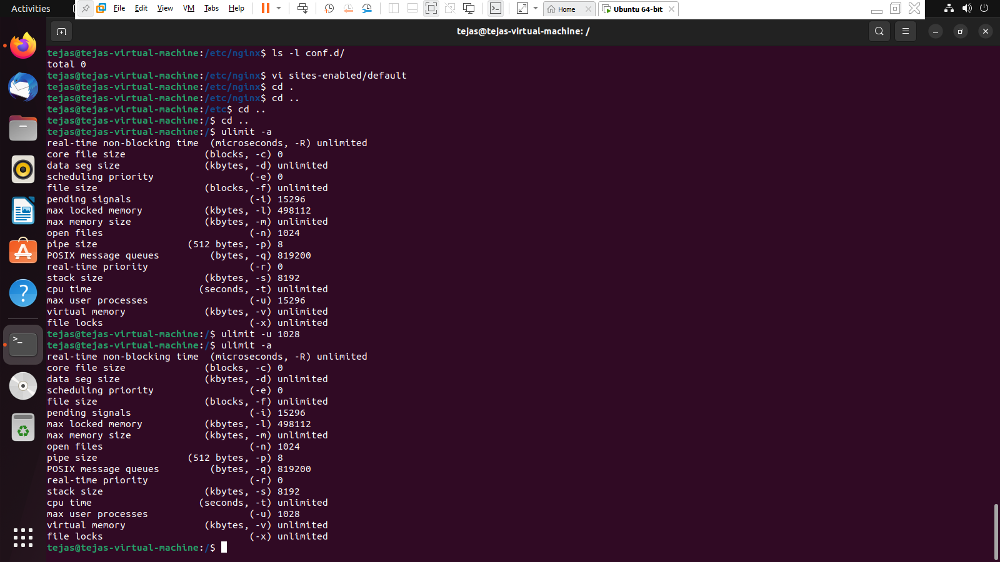 Activities
File Edit View VM Tabs Help
Home
Ubuntu 64-bit
tejas@tejas-virtual-machine: /
tejas@tejas-virtual-machine:/etc/nginx$ ls -l conf.d/
total 0
tejas@tejas-virtual-machine:/etc/nginx$ vi sites-enabled/default
tejas@tejas-virtual-machine:/etc/nginx$ cd .
tejas@tejas-virtual-machine:/etc/nginx$ cd ..
tejas@tejas-virtual-machine:/etc$ cd ..
tejas@tejas-virtual-machine:/$ cd ..
tejas@tejas-virtual-machine:/$ ulimit -a
real-time non-blocking time  (microseconds, -R) unlimited
core file size              (blocks, -c) 0
data seg size               (kbytes, -d) unlimited
scheduling priority                 (-e) 0
file size                   (blocks, -f) unlimited
pending signals                     (-i) 15296
max locked memory           (kbytes, -l) 498112
max memory size             (kbytes, -m) unlimited
open files                          (-n) 1024
pipe size                (512 bytes, -p) 8
POSIX message queues         (bytes, -q) 819200
real-time priority                  (-r) 0
stack size                  (kbytes, -s) 8192
cpu time                   (seconds, -t) unlimited
max user processes                  (-u) 15296
virtual memory              (kbytes, -v) unlimited
file locks                          (-x) unlimited
tejas@tejas-virtual-machine:/$ ulimit -u 1028
tejas@tejas-virtual-machine:/$ ulimit -a
real-time non-blocking time  (microseconds, -R) unlimited
core file size              (blocks, -c) 0
data seg size               (kbytes, -d) unlimited
scheduling priority                 (-e) 0
file size                   (blocks, -f) unlimited
pending signals                     (-i) 15296
max locked memory           (kbytes, -l) 498112
max memory size             (kbytes, -m) unlimited
open files                          (-n) 1024
pipe size                (512 bytes, -p) 8
POSIX message queues         (bytes, -q) 819200
real-time priority                  (-r) 0
stack size                  (kbytes, -s) 8192
cpu time                   (seconds, -t) unlimited
max user processes                  (-u) 1028
virtual memory              (kbytes, -v) unlimited
file locks                          (-x) unlimited
tejas@tejas-virtual-machine:/$